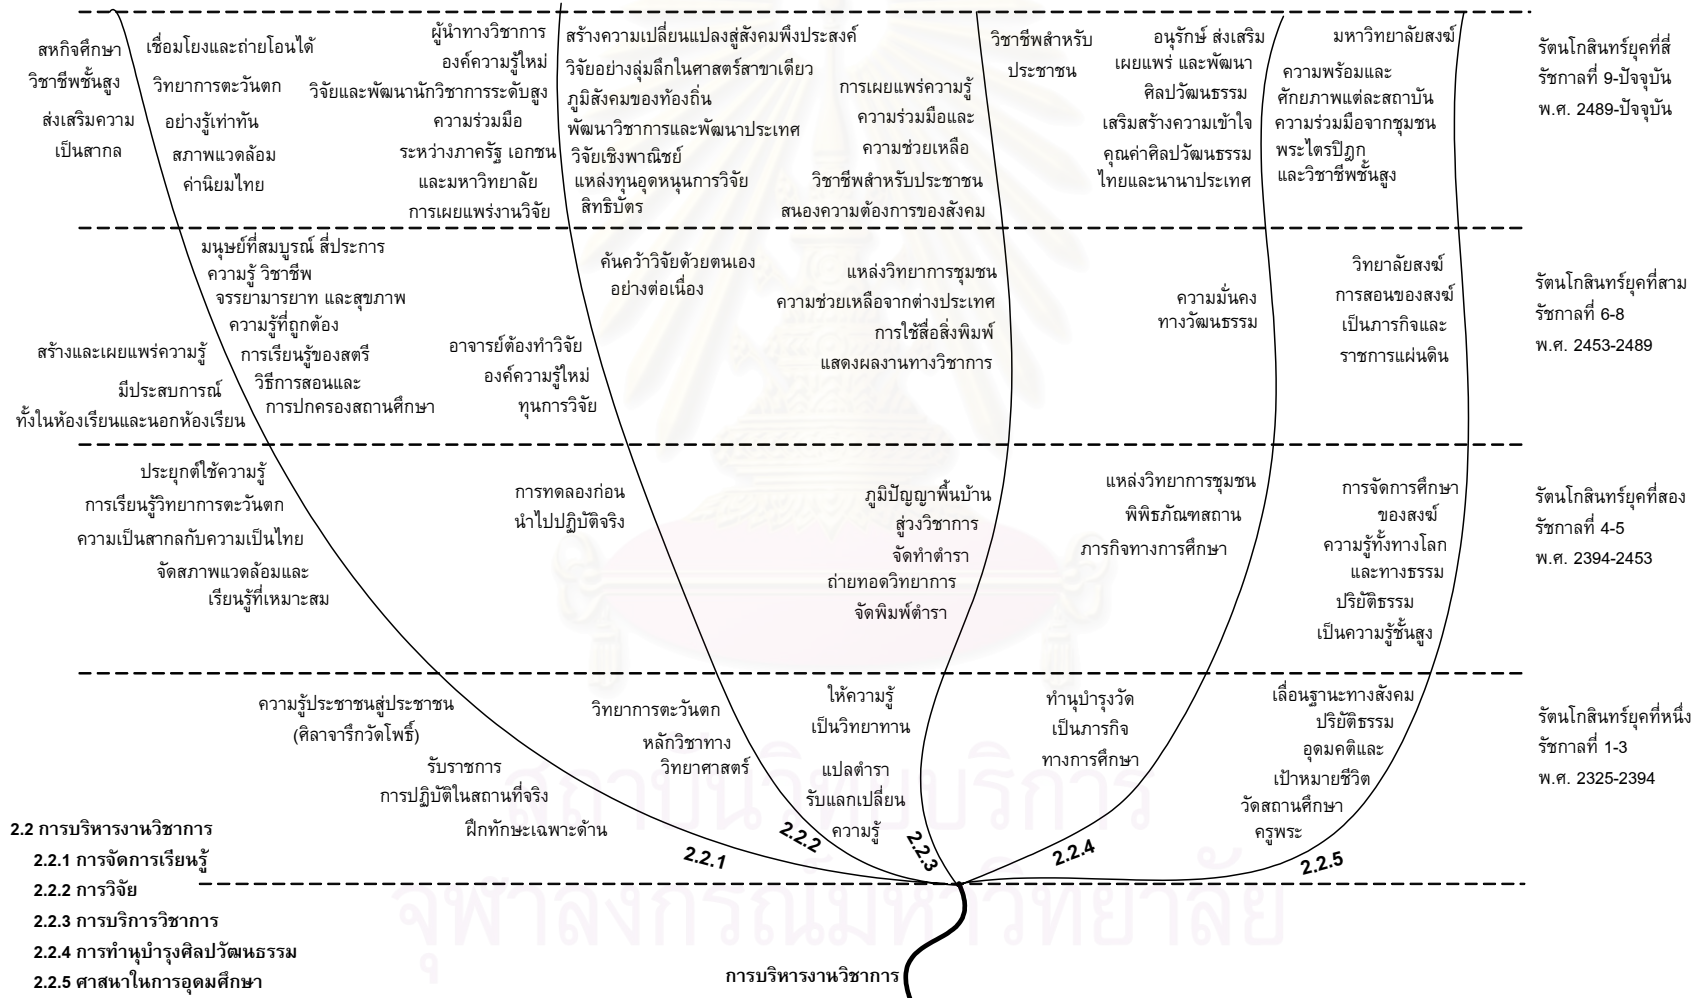 สหกิจศึกษา
วิชาชีพชั้นสูง
ส่งเสริมความ
เป็นสากล
เชื่อมโยงและถ่ายโอนได้
วิทยาการตะวันตก
อย่างรู้เท่าทัน
สภาพแวดล้อม
ค่านิยมไทย
ผู้นำทางวิชาการ
องค์ความรู้ใหม่
วิจัยและพัฒนานักวิชาการระดับสูง
ความร่วมมือ
ระหว่างภาครัฐ เอกชน
และมหาวิทยาลัย
การเผยแพร่งานวิจัย
สร้างความเปลี่ยนแปลงสู่สังคมพึงประสงค์
วิจัยอย่างลุ่มลึกในศาสตร์สาขาเดียว
ภูมิสังคมของท้องถิ่น
พัฒนาวิชาการและพัฒนาประเทศ
วิจัยเชิงพาณิชย์
แหล่งทุนอุดหนุนการวิจัย
สิทธิบัตร
การเผยแพร่ความรู้
ความร่วมมือและ
ความช่วยเหลือ
วิชาชีพสำหรับประชาชน
สนองความต้องการของสังคม
วิชาชีพสำหรับ
ประชาชน
อนุรักษ์ ส่งเสริม
เผยแพร่ และพัฒนา
ศิลปวัฒนธรรม
เสริมสร้างความเข้าใจ
คุณค่าศิลปวัฒนธรรม
ไทยและนานาประเทศ
มหาวิทยาลัยสงฆ์
ความพร้อมและ
ศักยภาพแต่ละสถาบัน
ความร่วมมือจากชุมชน
พระไตรปิฎก
และวิชาชีพชั้นสูง
รัตนโกสินทร์ยุคที่สี่
รัชกาลที่ 9-ปัจจุบัน
พ.ศ. 2489-ปัจจุบัน
สร้างและเผยแพร่ความรู้
มีประสบการณ์
ทั้งในห้องเรียนและนอกห้องเรียน
มนุษย์ที่สมบูรณ์ สี่ประการ
ความรู้ วิชาชีพ
จรรยามารยาท และสุขภาพ
ความรู้ที่ถูกต้อง
การเรียนรู้ของสตรี
วิธีการสอนและ
การปกครองสถานศึกษา
อาจารย์ต้องทำวิจัย
องค์ความรู้ใหม่
ทุนการวิจัย
ค้นคว้าวิจัยด้วยตนเอง
อย่างต่อเนื่อง
แหล่งวิทยาการชุมชน
ความช่วยเหลือจากต่างประเทศ
การใช้สื่อสิ่งพิมพ์
แสดงผลงานทางวิชาการ
ความมั่นคง
ทางวัฒนธรรม
วิทยาลัยสงฆ์
การสอนของสงฆ์
เป็นภารกิจและ
ราชการแผ่นดิน
รัตนโกสินทร์ยุคที่สาม
รัชกาลที่ 6-8
พ.ศ. 2453-2489
ประยุกต์ใช้ความรู้
การเรียนรู้วิทยาการตะวันตก
ความเป็นสากลกับความเป็นไทย
จัดสภาพแวดล้อมและ
เรียนรู้ที่เหมาะสม
การทดลองก่อน
นำไปปฏิบัติจริง
ภูมิปัญญาพื้นบ้าน
สู่วงวิชาการ
จัดทำตำรา
ถ่ายทอดวิทยาการ
จัดพิมพ์ตำรา
แหล่งวิทยาการชุมชน
พิพิธภัณฑสถาน
ภารกิจทางการศึกษา
การจัดการศึกษา
ของสงฆ์
ความรู้ทั้งทางโลก
และทางธรรม
ปริยัติธรรม
เป็นความรู้ชั้นสูง
รัตนโกสินทร์ยุคที่สอง
รัชกาลที่ 4-5
พ.ศ. 2394-2453
ความรู้ประชาชนสู่ประชาชน
(ศิลาจารึกวัดโพธิ์)
รับราชการ
การปฏิบัติในสถานที่จริง
ฝึกทักษะเฉพาะด้าน
วิทยาการตะวันตก
หลักวิชาทาง
วิทยาศาสตร์
ให้ความรู้
เป็นวิทยาทาน
แปลตำรา
รับแลกเปลี่ยน
ความรู้
ทำนุบำรุงวัด
เป็นภารกิจ
ทางการศึกษา
เลื่อนฐานะทางสังคม
ปริยัติธรรม
อุดมคติและ
เป้าหมายชีวิต
วัดสถานศึกษา
ครูพระ
รัตนโกสินทร์ยุคที่หนึ่ง
รัชกาลที่ 1-3
พ.ศ. 2325-2394
2.2.1
2.2.2
2.2.3
2.2.4
2.2.5
2.2 การบริหารงานวิชาการ
2.2.1 การจัดการเรียนรู้
2.2.2 การวิจัย
2.2.3 การบริการวิชาการ
2.2.4 การทำนุบำรุงศิลปวัฒนธรรม
2.2.5 ศาสนาในการอุดมศึกษา
การบริหารงานวิชาการ
สถาบันวิทยบริการ
จุฬาลงกรณ์มหาวิทยาลัย